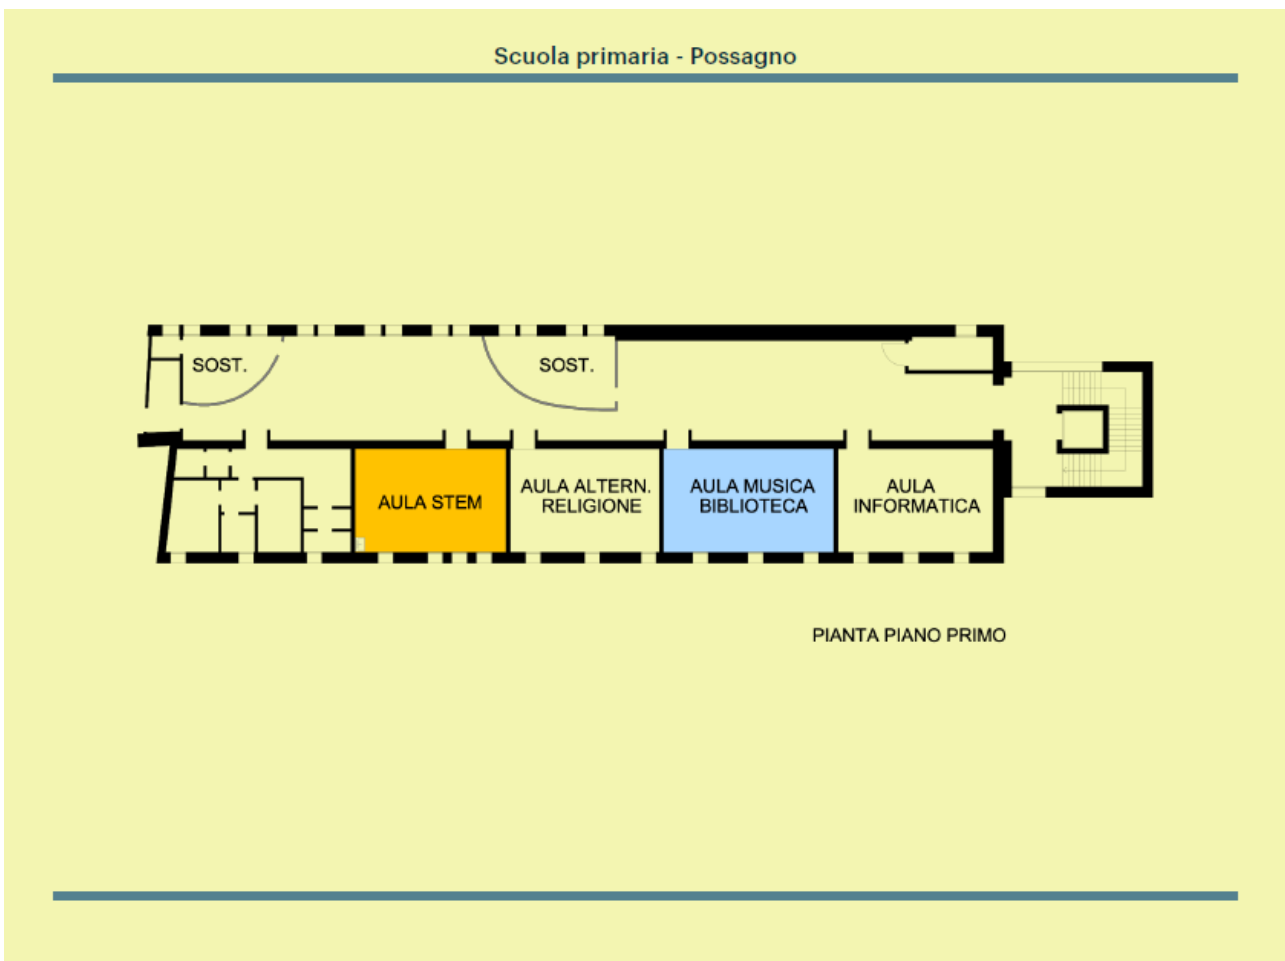 Scuola primaria - Possagno
SOST.
SOST.
AULA STEM
AULA ALTERN.
RELIGIONE
AULA MUSICA
BIBLIOTECA
AULA
INFORMATICA
PIANTA PIANO PRIMO